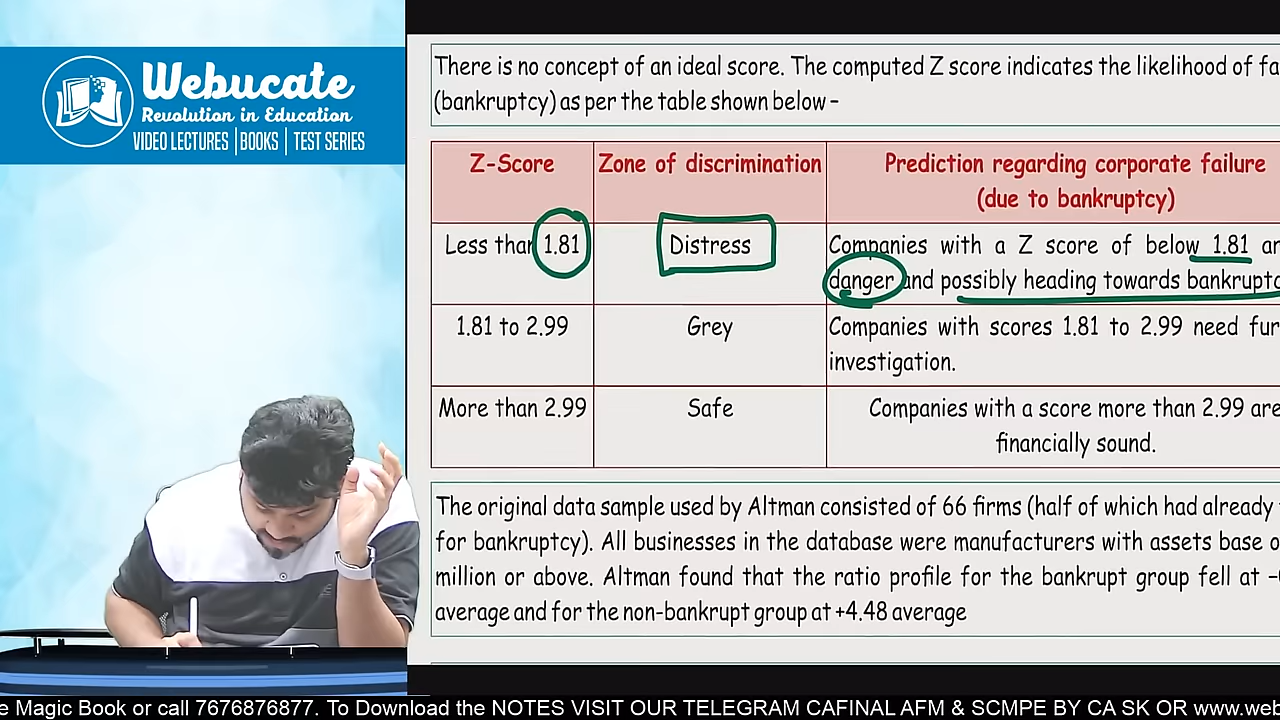 Webucate
Revolution in Education
VIDEO LECTURES | BOOKS | TEST SERIES
There is no concept of an ideal score. The computed Z score indicates the likelihood of
(bankruptcy) as per the table shown below –
Z-Score
Zone of discrimination
Prediction regarding corporate failure
(due to bankruptcy)
Less than 1.81
Distress
Companies with a Z score of below 1.81
danger and possibly heading towards
1.81 to 2.99
Grey
Companies with scores 1.81 to 2.99 need
investigation.
More than 2.99
Safe
Companies with a score more than 2.99 are
financially sound.
The original data sample used by Altman consisted of 66 firms (half of which had already
for bankruptcy). All businesses in the database were manufacturers with assets base
million or above. Altman found that the ratio profile for the bankrupt group fell at
average and for the non-bankrupt group at +4.48 average
Magic Book or call 7676876877. To Download the NOTES VISIT OUR TELEGRAM CAFINAL AFM & SCMPE BY CA SK OR